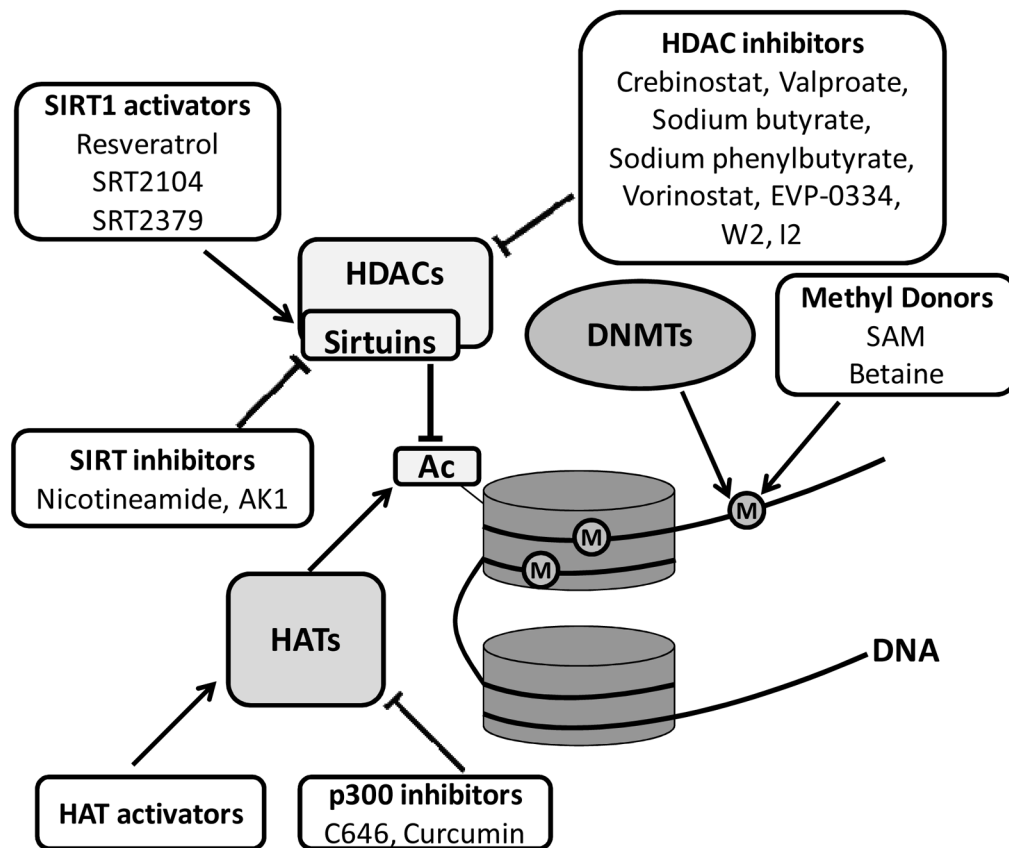 HDAC inhibitors
Crebinostat, Valproate,
Sodium butyrate,
Sodium phenylbutyrate,
Vorinostat, EVP-0334,
W2, I2
SIRT1 activators
Resveratrol
SRT2104
SRT2379
HDACs
Sirtuins
DNMTs
Methyl Donors
SAM
Betaine
SIRT inhibitors
Nicotineamide, AK1
Ac
M
M
M
HATs
DNA
HAT activators
p300 inhibitors
C646, Curcumin